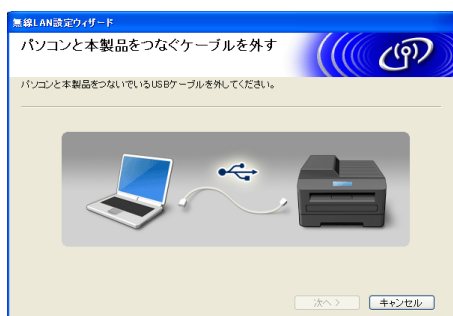 無線LAN設定ウィザード
パソコンと本製品をつなぐケーブルを外す
パソコンと本製品をつないでいるUSBケーブルを外してください。
次へ >
キャンセル